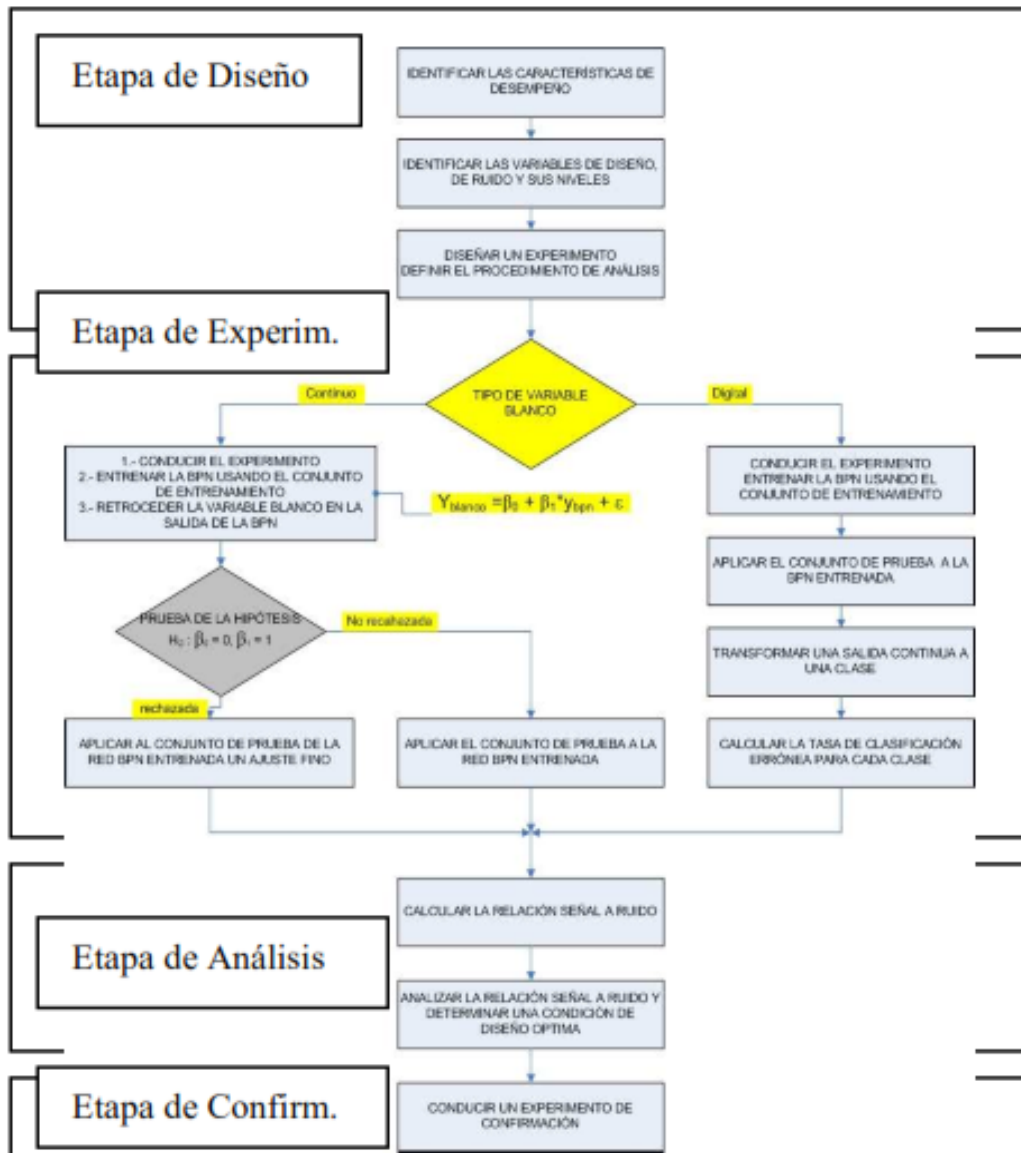 Etapa de Diseño
IDENTIFICAR LAS CARACTERÍSTICAS DE
DESEMPEÑO
IDENTIFICAR LAS VARIABLES DE DISEÑO,
DE RUIDO Y SUS NIVELES
DISEÑAR UN EXPERIMENTO
DEFINIR EL PROCEDIMIENTO DE ANÁLISIS
Etapa de Experim.
TIPO DE VARIABLE
BLANCO
Continuo
Digital
1.- CONDUCIR EL EXPERIMENTO
2.- ENTRENAR LA BPN USANDO EL CONJUNTO
DE ENTRENAMIENTO
3.- RETROCEDER LA VARIABLE BLANCO EN LA
SALIDA DE LA BPN
Yblanco =β0 + β1*ybpn + ε
CONDUCIR EL EXPERIMENTO
ENTRENAR LA BPN USANDO EL
CONJUNTO DE ENTRENAMIENTO
APLICAR EL CONJUNTO DE PRUEBA A LA
BPN ENTRENADA
PRUEBA DE LA HIPÓTESIS
H0 : β0 = 0, β1 = 1
No recahazada
rechazada
TRANSFORMAR UNA SALIDA CONTINUA A
UNA CLASE
APLICAR AL CONJUNTO DE PRUEBA DE LA
RED BPN ENTRENADA UN AJUSTE FINO
APLICAR EL CONJUNTO DE PRUEBA A LA
RED BPN ENTRENADA
CALCULAR LA TASA DE CLASIFICACIÓN
ERRÓNEA PARA CADA CLASE
CALCULAR LA RELACIÓN SEÑAL A RUIDO
Etapa de Análisis
ANALIZAR LA RELACIÓN SEÑAL A RUIDO Y
DETERMINAR UNA CONDICIÓN DE
DISEÑO OPTIMA
Etapa de Confirm.
CONDUCIR UN EXPERIMENTO DE
CONFIRMACIÓN